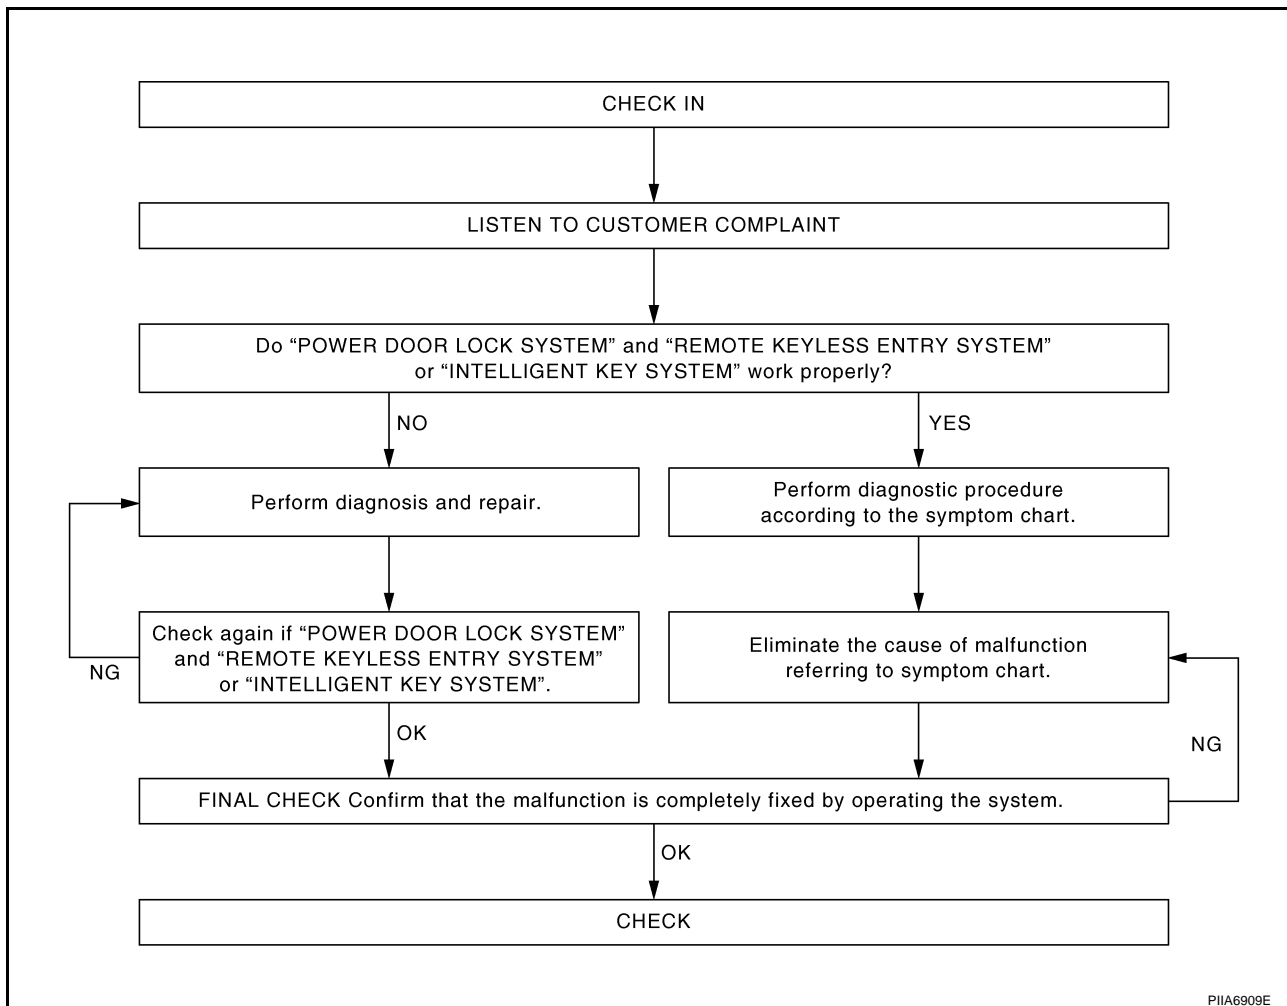 CHECK IN
LISTEN TO CUSTOMER COMPLAINT
Do “POWER DOOR LOCK SYSTEM” and “REMOTE KEYLESS ENTRY SYSTEM”
or “INTELLIGENT KEY SYSTEM” work properly?
NO
YES
Perform diagnosis and repair.
Perform diagnostic procedure
according to the symptom chart.
Check again if “POWER DOOR LOCK SYSTEM”
and “REMOTE KEYLESS ENTRY SYSTEM”
or “INTELLIGENT KEY SYSTEM”.
Eliminate the cause of malfunction
referring to symptom chart.
NG
OK
NG
FINAL CHECK Confirm that the malfunction is completely fixed by operating the system.
OK
CHECK
PIIA6909E